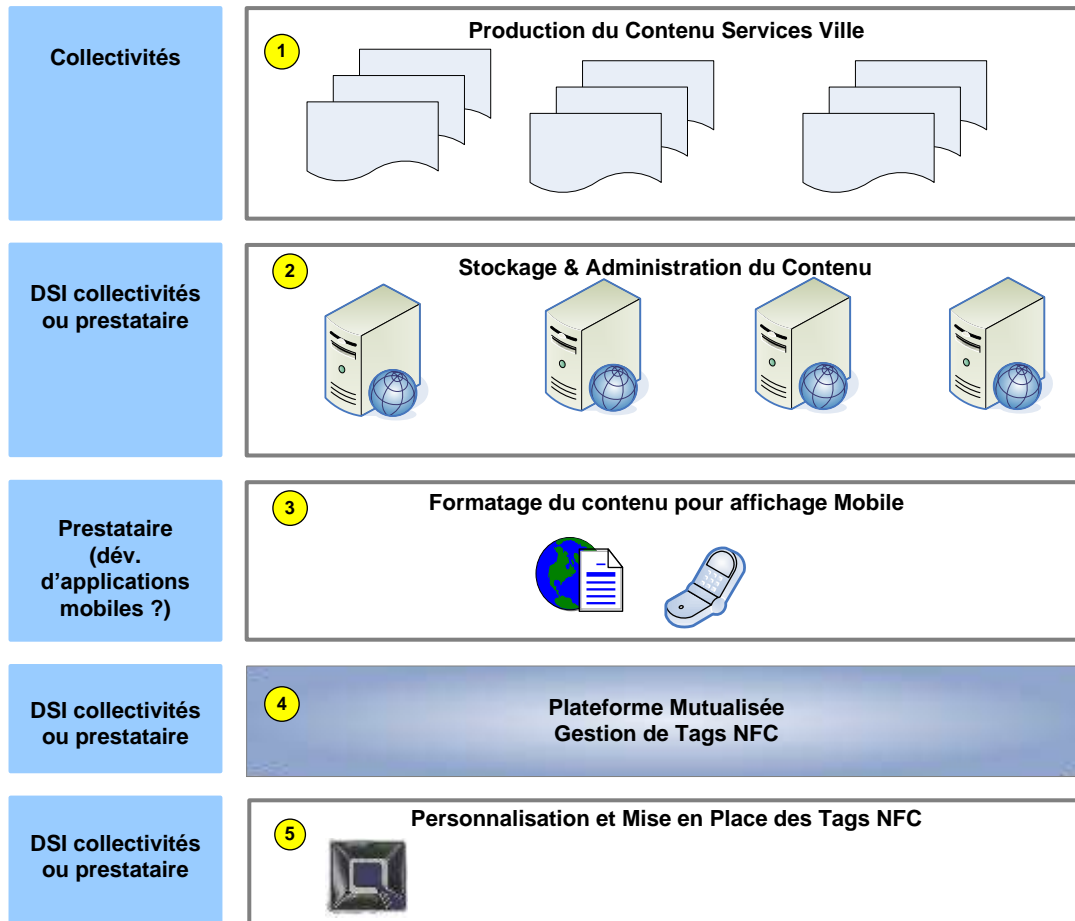 Collectivités
1
Production du Contenu Services Ville
DSI collectivités
ou prestataire
2
Stockage & Administration du Contenu
Prestataire
(dév.
d’applications
mobiles ?)
3
Formatage du contenu pour affichage Mobile
DSI collectivités
ou prestataire
4
Plateforme Mutualisée
Gestion de Tags NFC
DSI collectivités
ou prestataire
5
Personnalisation et Mise en Place des Tags NFC